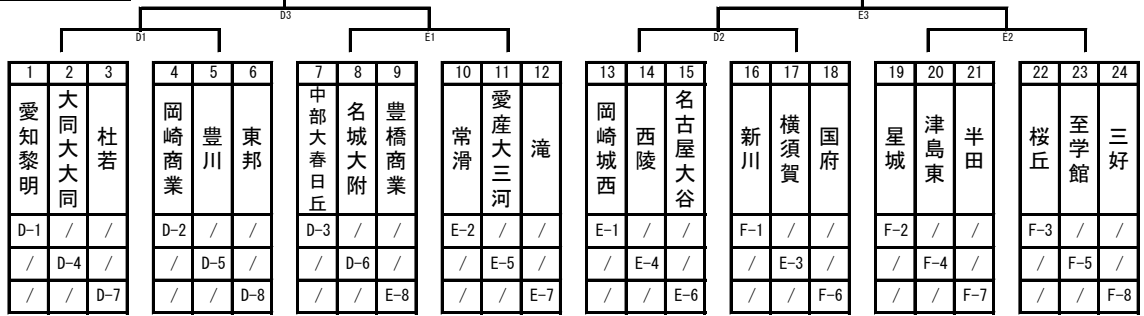 D3 E3
D1 E1 D2 E2
1 2 3 4 5 6 7 8 9 10 11 12 13 14 15 16 17 18 19 20 21 22 23 24
愛知黎明
大同大大同
杜若
岡崎商業
豊川
東邦
中部大春日丘
名城大附
豊橋商業
常滑
愛産大三河
滝
岡崎城西
西陵
名古屋大谷
新川
横須賀
国府
星城
津島東
半田
桜丘
至学館
三好
D-1 / / D-2 / / D-3 / / E-2 / / E-1 / / F-1 / / F-2 / / F-3 / /
/ D-4 / / D-5 / / D-6 / / E-5 / / E-4 / / E-3 / / F-4 / / F-5 /
/ / D-7 / / D-8 / / E-8 / / E-7 / / E-6 / / F-6 / / F-7 / / F-8